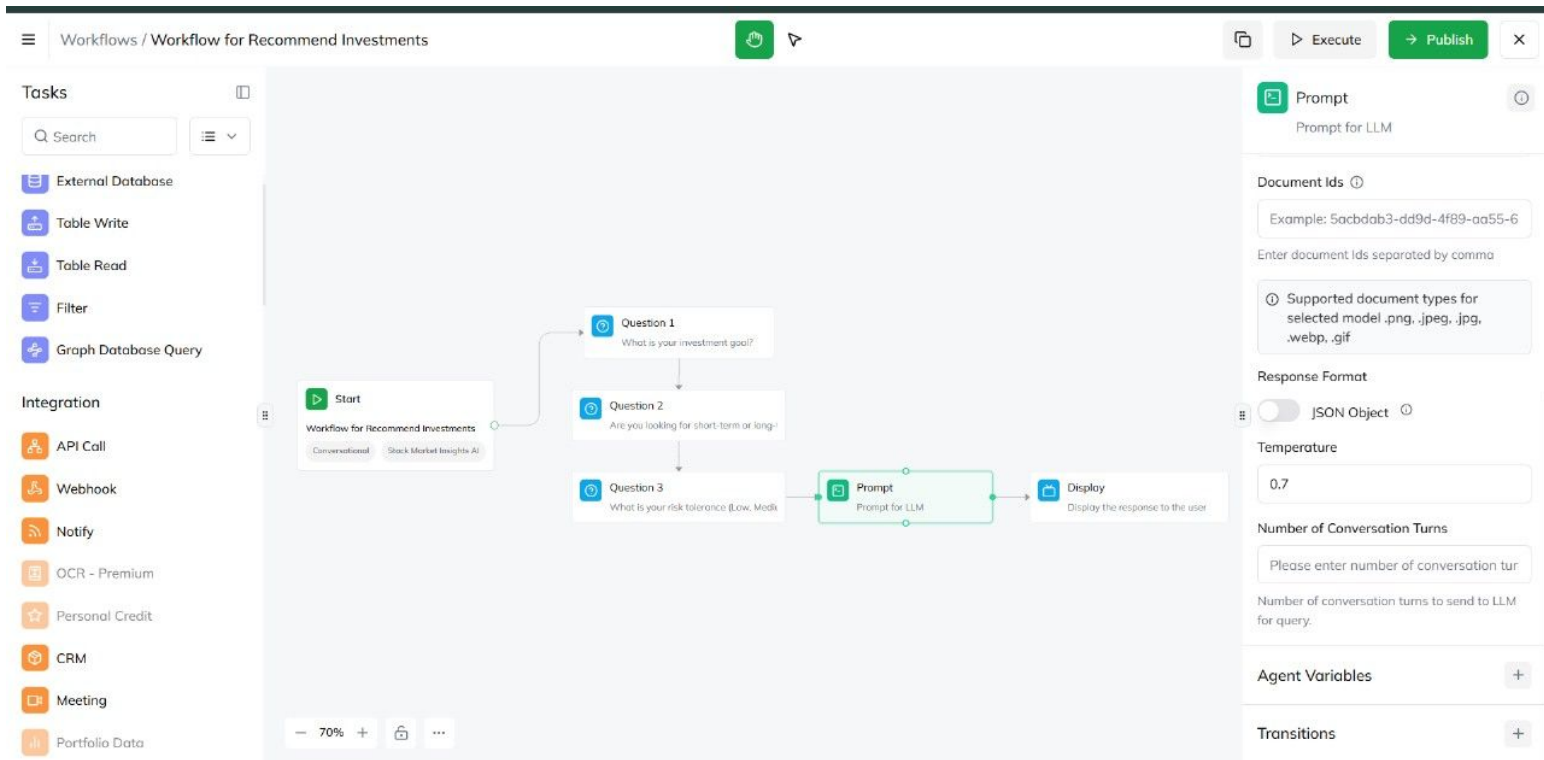 Workflows / Workflow for Recommend Investments
Execute
Publish
Tasks
Search
External Database
Table Write
Table Read
Filter
Graph Database Query
Integration
API Call
Webhook
Notify
OCR - Premium
Personal Credit
CRM
Meeting
Portfolio Data
Start
Workflow for Recommend Investments
Conversational
Stock Market Insights AI
Question 1
What is your investment goal?
Question 2
Are you looking for short-term or long-
Question 3
What is your risk tolerance (Low, Medi
Prompt
Prompt for LLM
Display
Display the response to the user
70%
Prompt
Prompt for LLM
Document Ids
Example: 5acbdab3-dd9d-4f89-aa55-6
Enter document Ids separated by comma
Supported document types for
selected model .png, .jpeg, .jpg,
.webp, .gif
Response Format
JSON Object
Temperature
0.7
Number of Conversation Turns
Please enter number of conversation tur
Number of conversation turns to send to LLM
for query.
Agent Variables
Transitions